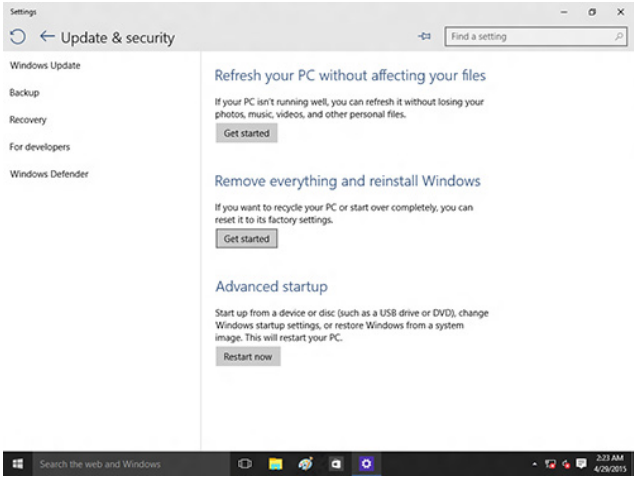 Settings
Update & security
Find a setting
Windows Update
Backup
Recovery
For developers
Windows Defender
Refresh your PC without affecting your files
If your PC isn't running well, you can refresh it without losing your
photos, music, videos, and other personal files.
Get started
Remove everything and reinstall Windows
If you want to recycle your PC or start over completely, you can
reset it to its factory settings.
Get started
Advanced startup
Start up from a device or disc (such as a USB drive or DVD), change
Windows startup settings, or restore Windows from a system
image. This will restart your PC.
Restart now
Search the web and Windows
2:23 AM
4/29/2015